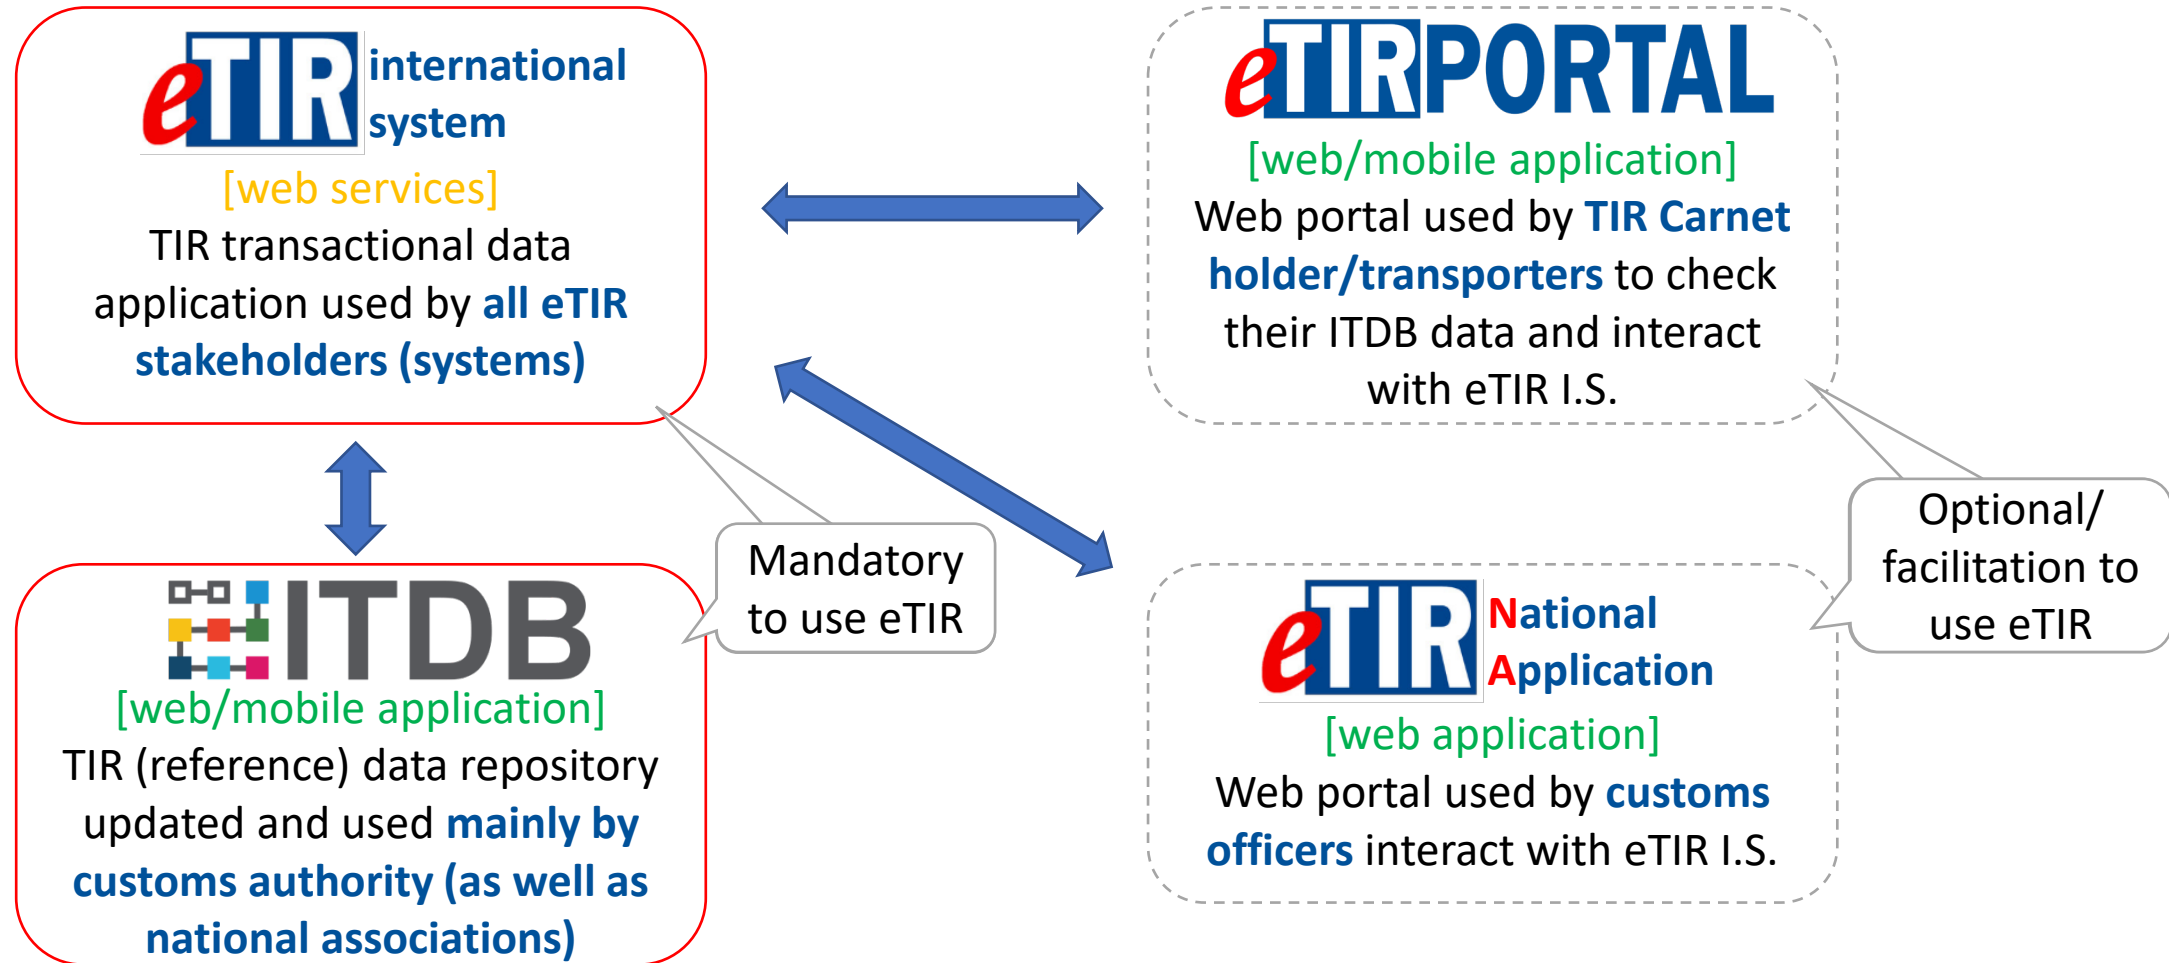 eTIR international
system
[web services]
TIR transactional data
application used by all eTIR
stakeholders (systems)
eTIRPORTAL
[web/mobile application]
Web portal used by TIR Carnet
holder/transporters to check
their ITDB data and interact
with eTIR I.S.
Mandatory
to use eTIR
Optional/
facilitation to
use eTIR
ITDB
[web/mobile application]
TIR (reference) data repository
updated and used mainly by
customs authority (as well as
national associations)
eTIR National
Application
[web application]
Web portal used by customs
officers interact with eTIR I.S.